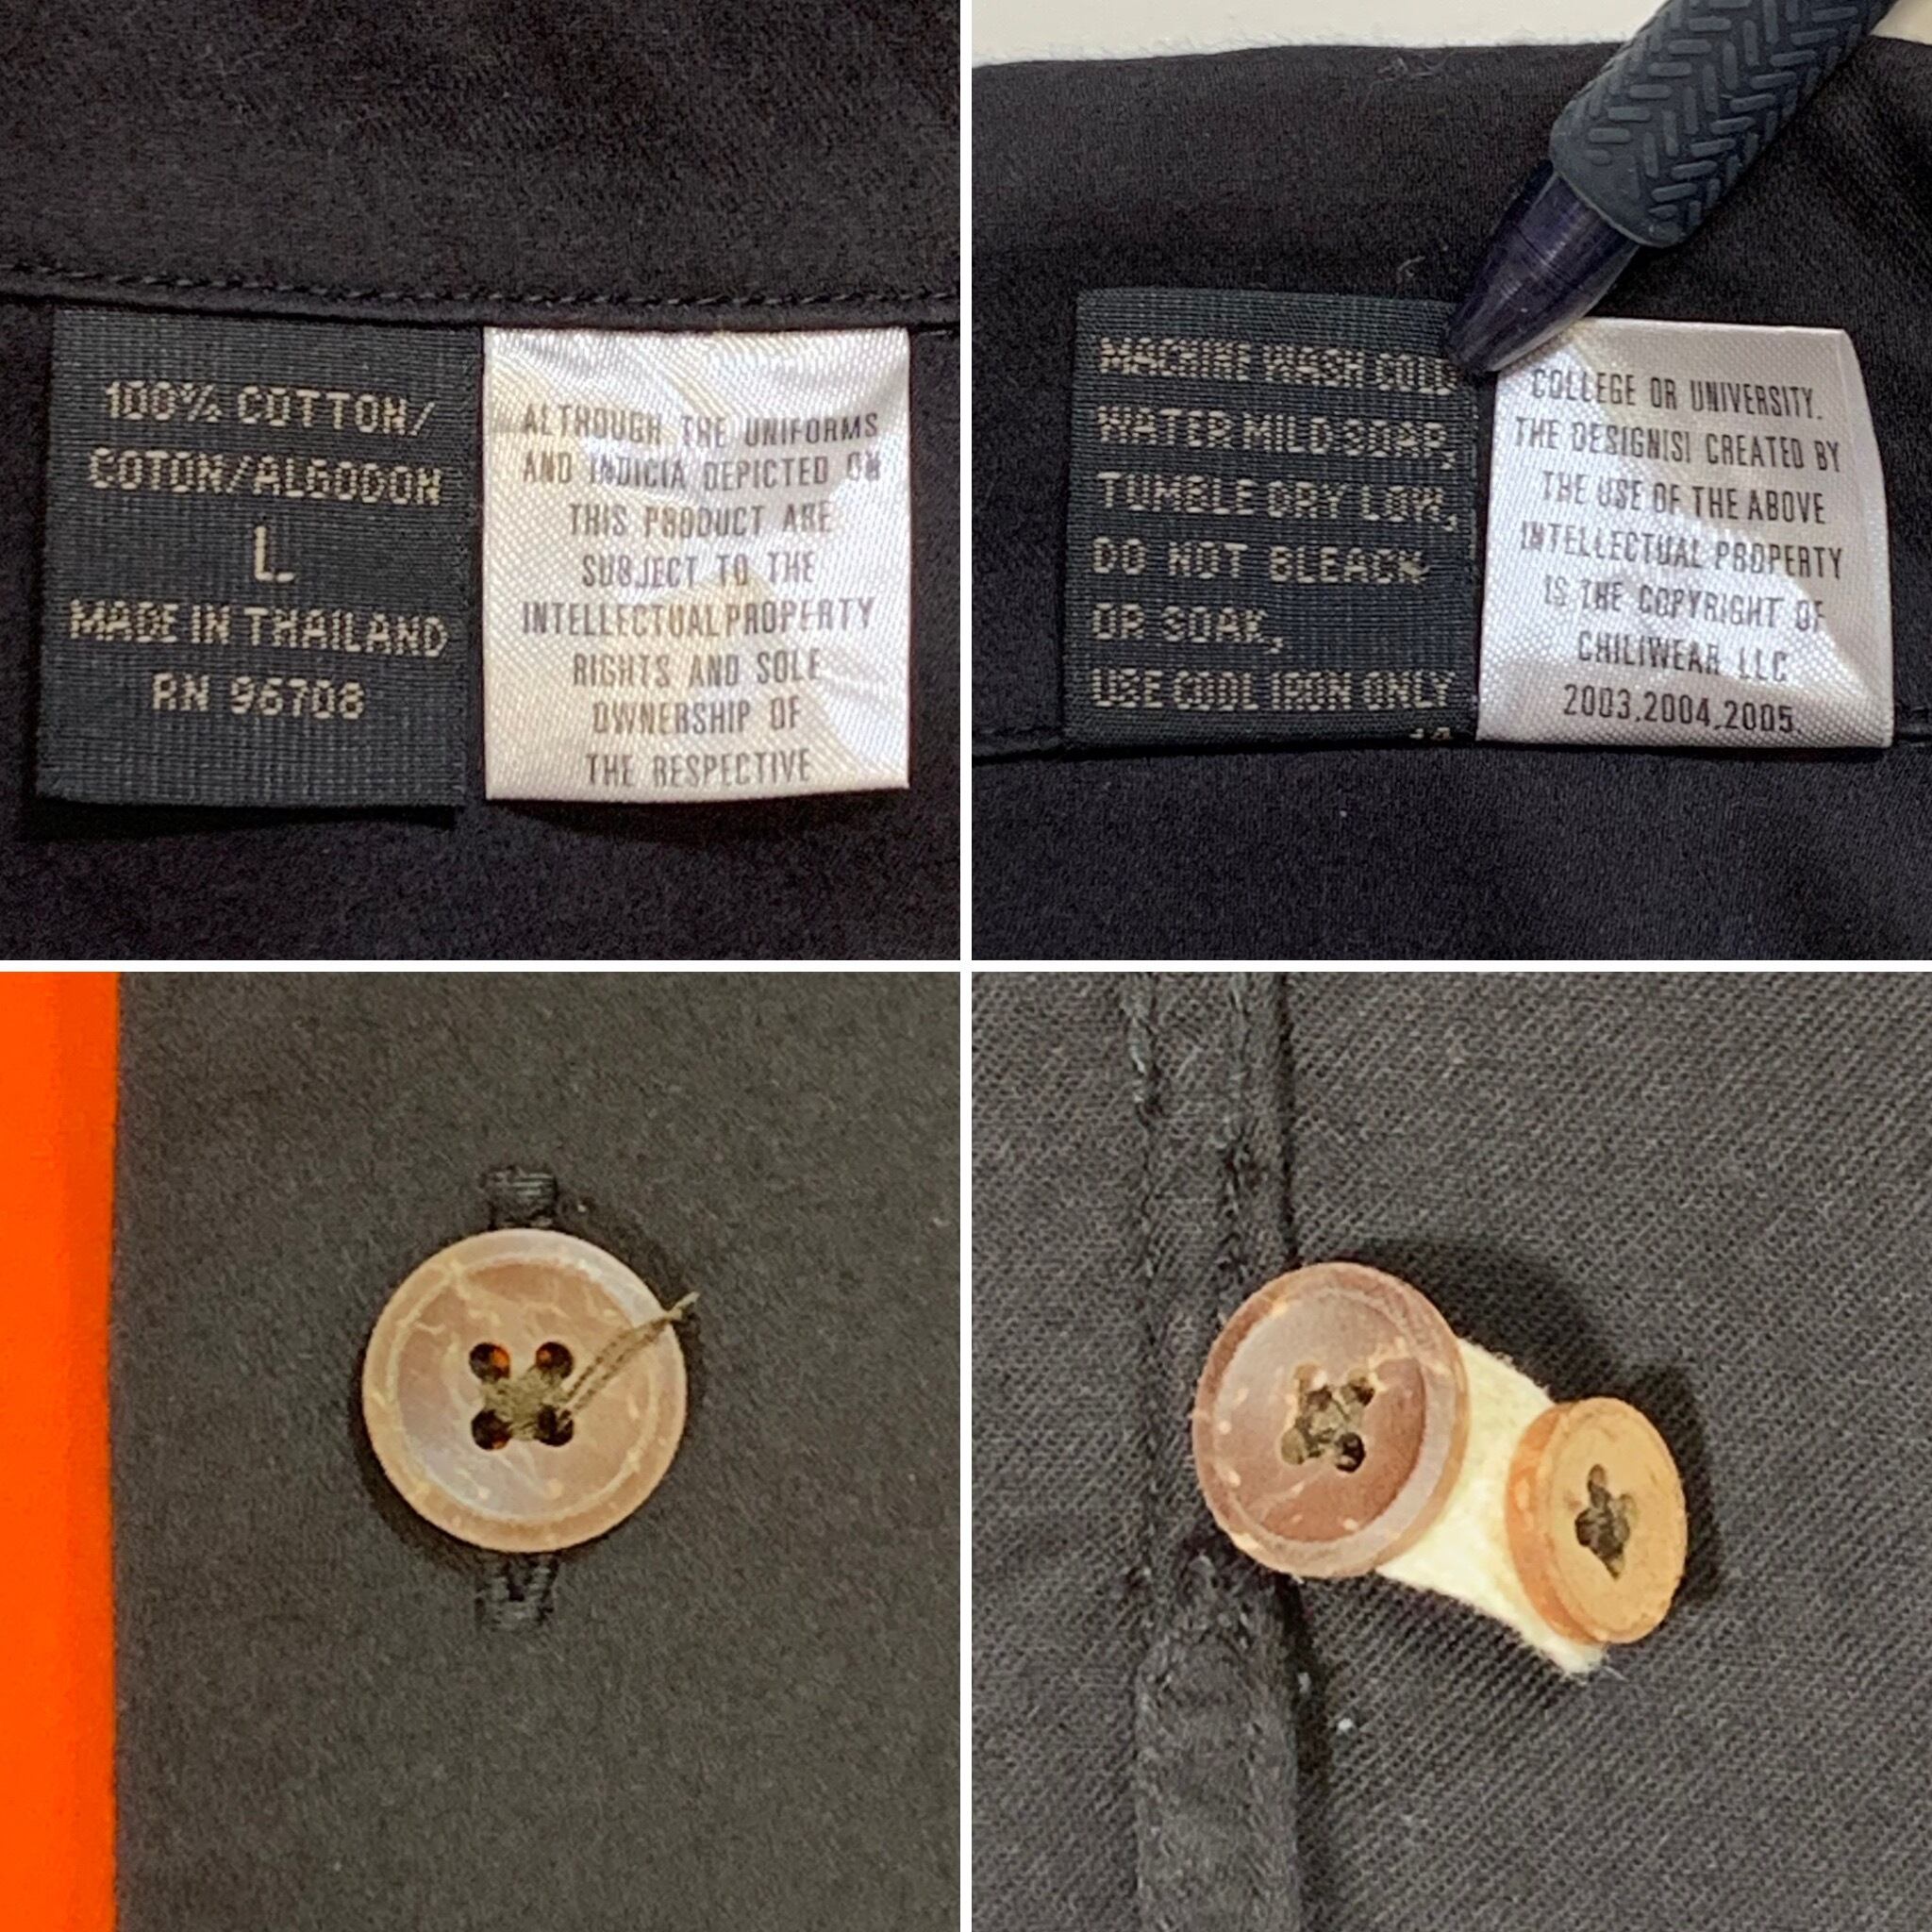 100% COTTON/
COTON/ALGODON
L
MADE IN THAILAND
RN 96708
ALTHOUGH THE UNIFORMS
AND INDICIA DEPICTED ON
THIS PRODUCT ARE
SUBJECT TO THE
INTELLECTUAL PROPERTY
RIGHTS AND SOLE
OWNERSHIP OF
THE RESPECTIVE
MACHINE WASH COLD
WATER MILD SOAP,
TUMBLE DRY LOW,
DO NOT BLEACH
OR SOAK,
USE COOL IRON ONLY
COLLEGE OR UNIVERSITY.
THE DESIGN(S) CREATED BY
THE USE OF THE ABOVE
INTELLECTUAL PROPERTY
IS THE COPYRIGHT OF
CHILIWEAR LLC
2003,2004,2005